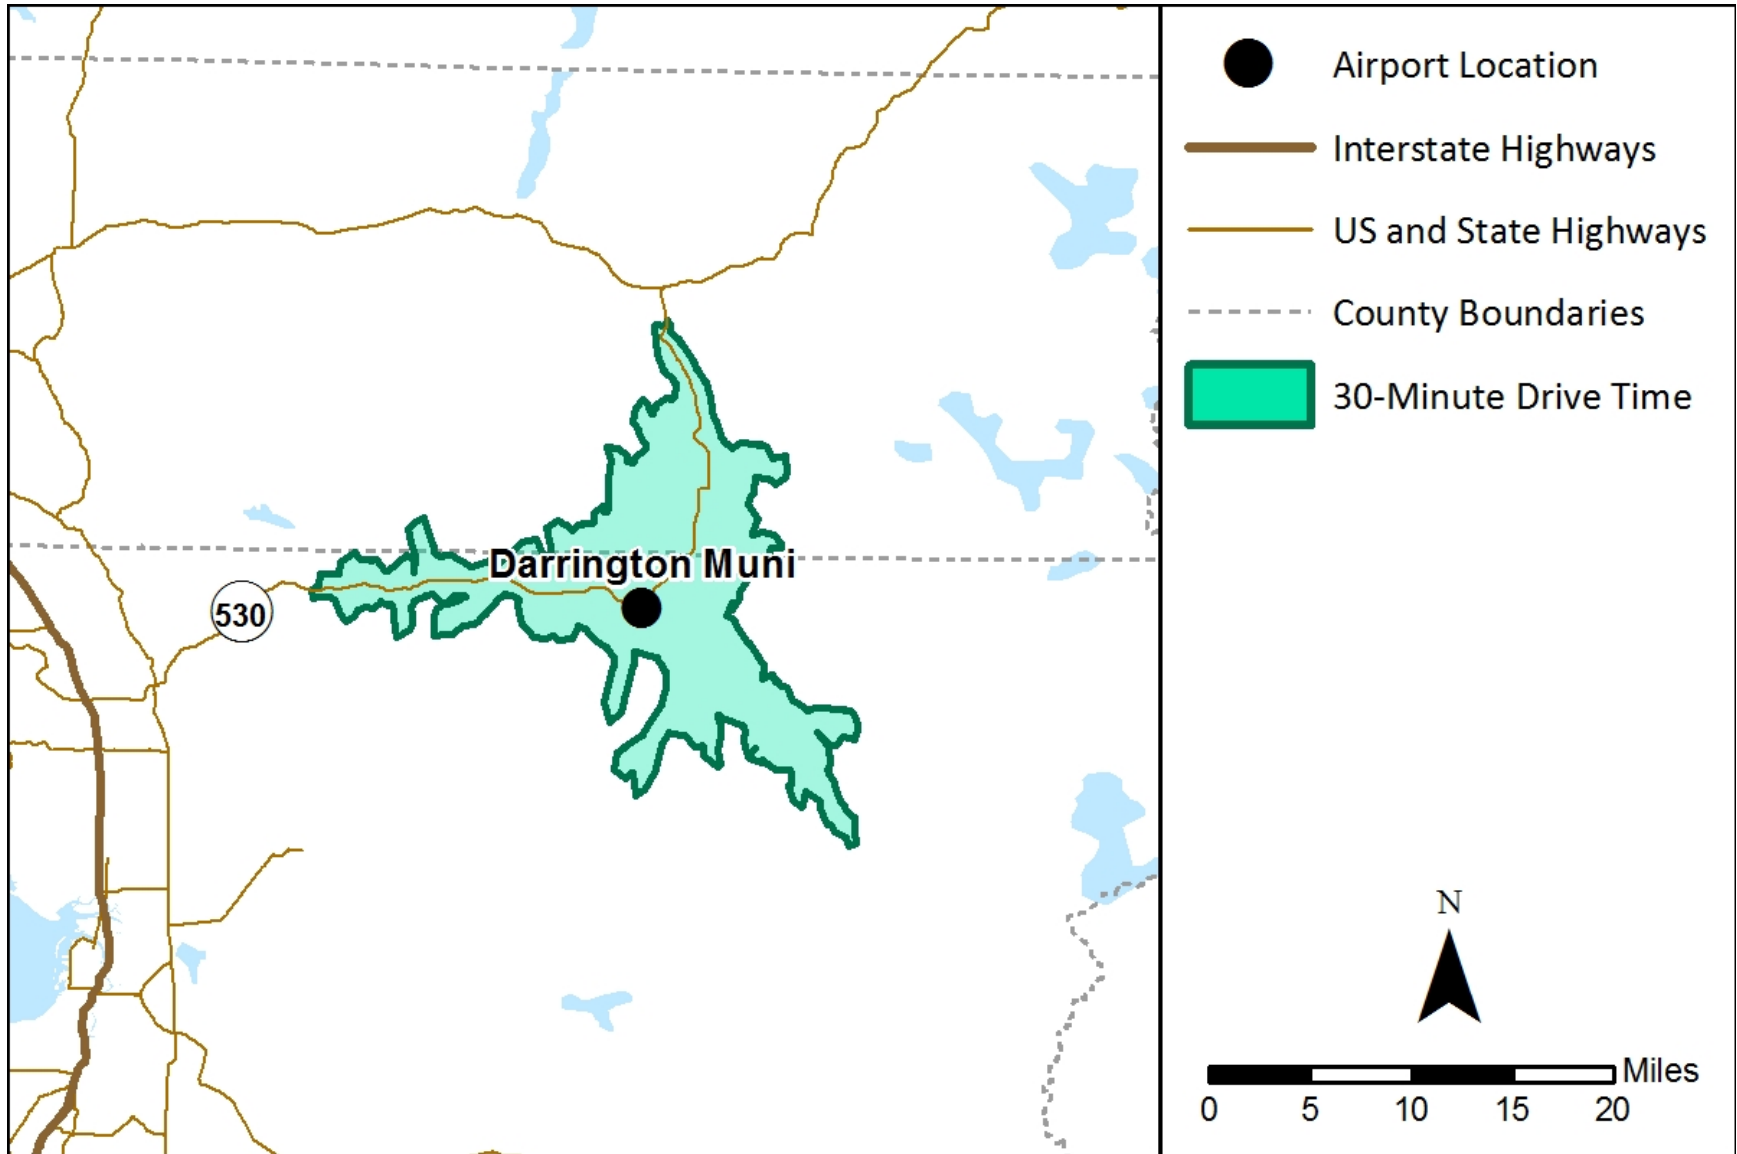 Airport Location
Interstate Highways
US and State Highways
County Boundaries
30-Minute Drive Time
Darrington Muni
530
N
Miles
0 5 10 15 20